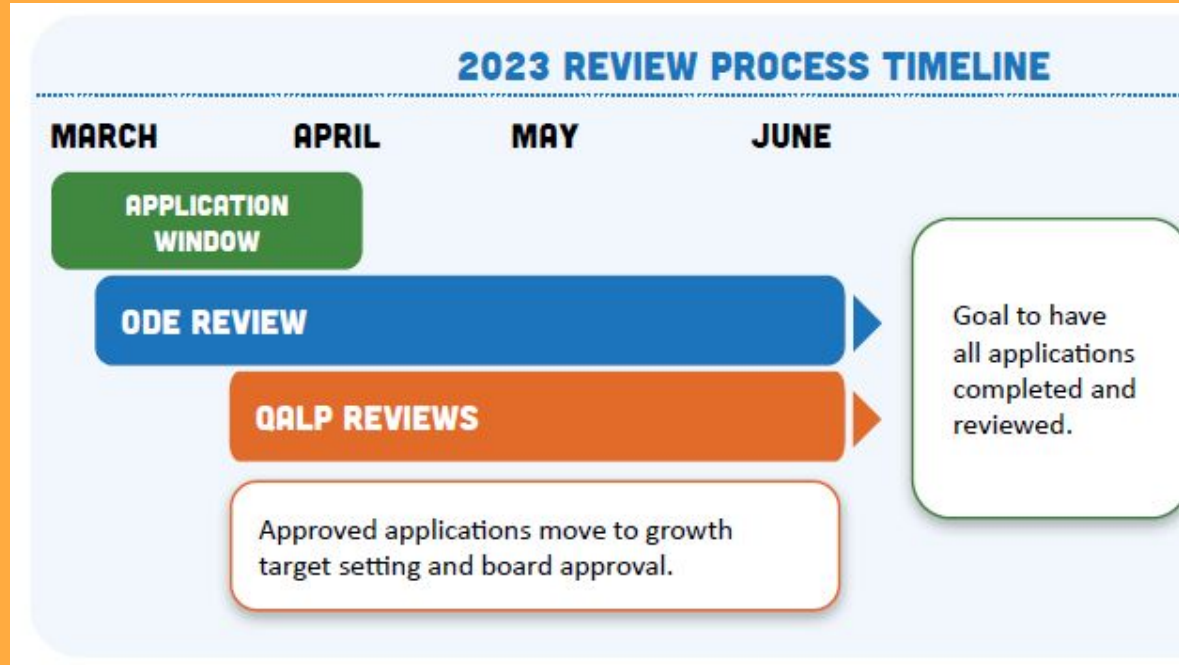 2023 REVIEW PROCESS TIMELINE
MARCH APRIL MAY JUNE
APPLICATION
WINDOW
ODE REVIEW
QALP REVIEWS
Approved applications move to growth
target setting and board approval.
Goal to have
all applications
completed and
reviewed.